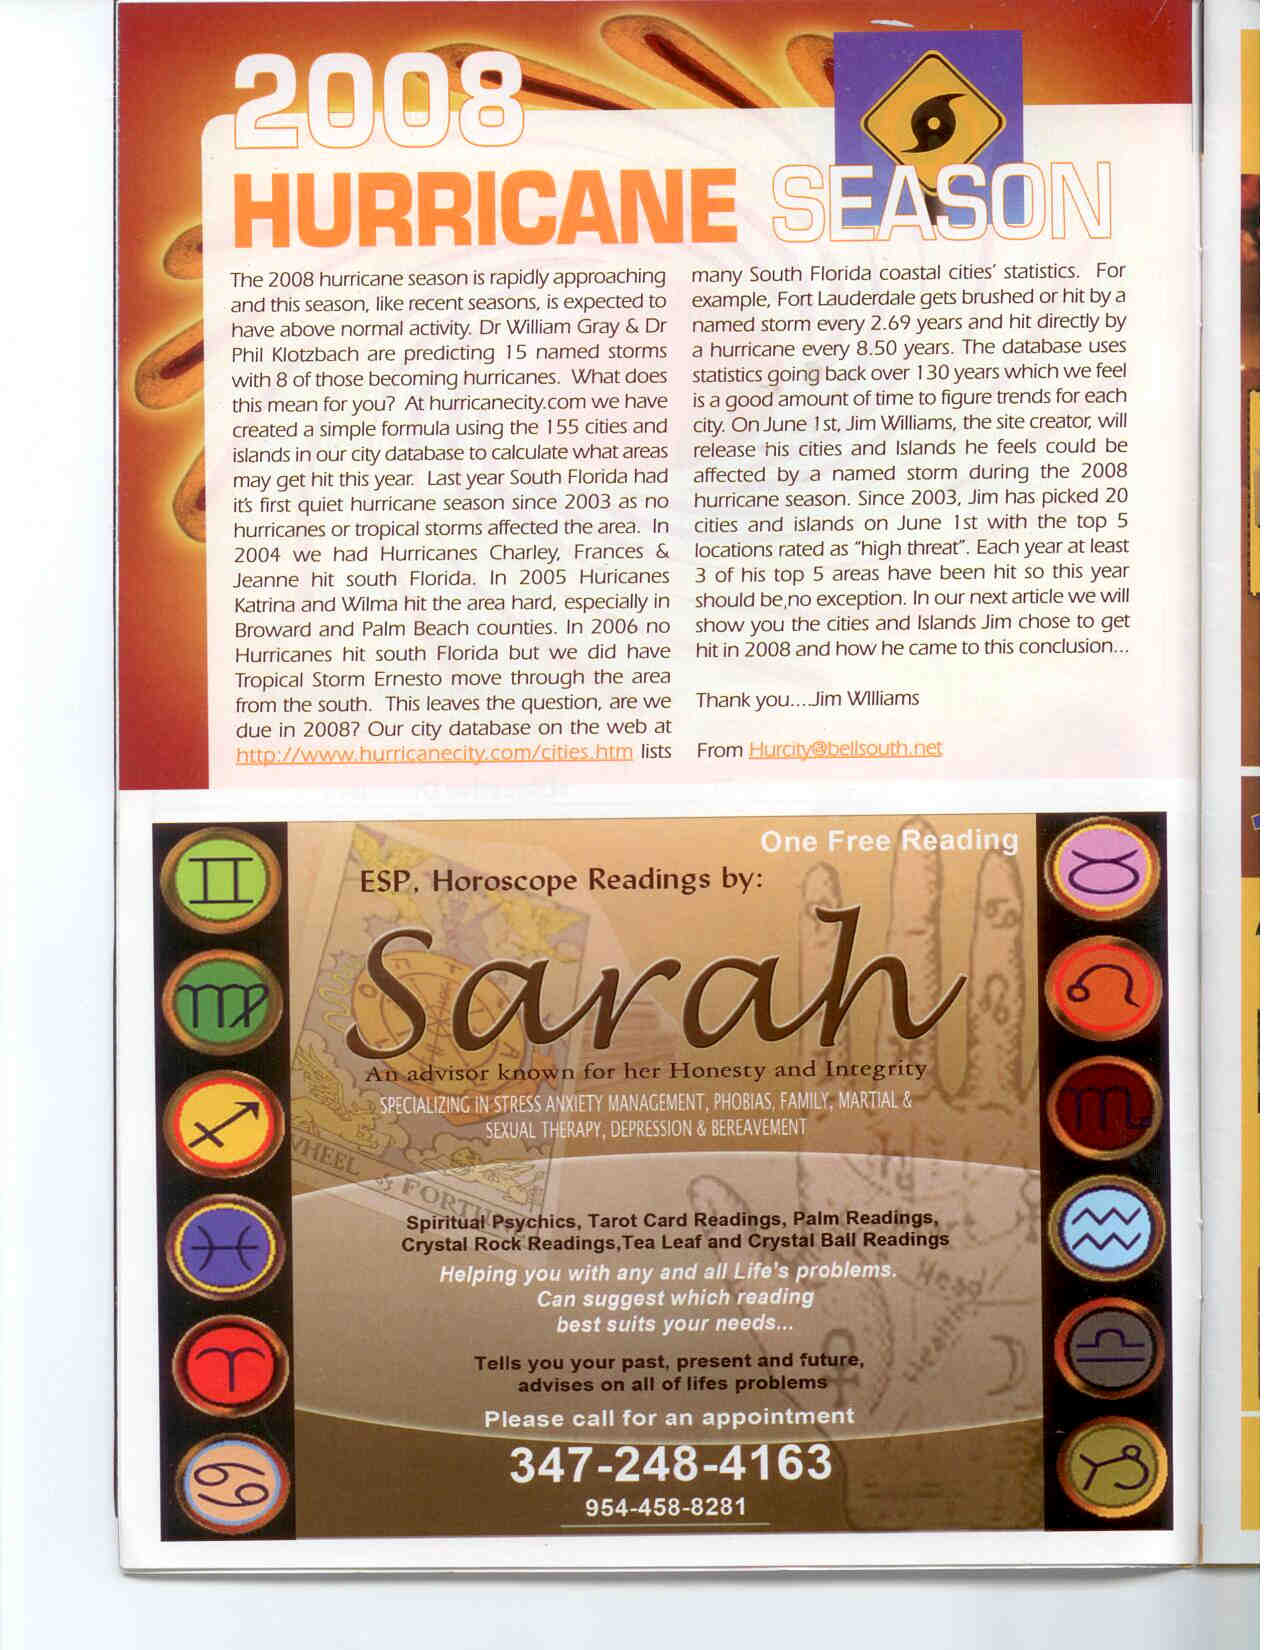 2008
HURRICANE SEASON
The 2008 hurricane season is rapidly approaching
and this season, like recent seasons, is expected to
have above normal activity. Dr William Gray & Dr
Phil Klotzbach are predicting 15 named storms
with 8 of those becoming hurricanes. What does
this mean for you? At hurricanecity.com we have
created a simple formula using the 155 cities and
islands in our city database to calculate what areas
may get hit this year. Last year South Florida had
it's first quiet hurricane season since 2003 as no
hurricanes or tropical storms affected the area. In
2004 we had Hurricanes Charley, Frances &
Jeanne hit south Florida. In 2005 Huricanes
Katrina and Wilma hit the area hard, especially in
Broward and Palm Beach counties. In 2006 no
Hurricanes hit south Florida but we did have
Tropical Storm Ernesto move through the area
from the south. This leaves the question, are we
due in 2008? Our city database on the web at
http://www.hurricanecity.com/cities.htm lists
many South Florida coastal cities' statistics. For
example, Fort Lauderdale gets brushed or hit by a
named storm every 2.69 years and hit directly by
a hurricane every 8.50 years. The database uses
statistics going back over 130 years which we feel
is a good amount of time to figure trends for each
city. On June 1st, Jim Williams, the site creator, will
release his cities and Islands he feels could be
affected by a named storm during the 2008
hurricane season. Since 2003, Jim has picked 20
cities and islands on June 1st with the top 5
locations rated as "high threat". Each year at least
3 of his top 5 areas have been hit so this year
should be,no exception. In our next article we will
show you the cities and Islands Jim chose to get
hit in 2008 and how he came to this conclusion...
Thank you....Jim WIlliams
From Hurcity@bellsouth.net
One Free Reading
ESP, Horoscope Readings by:
Sarah
An advisor known for her Honesty and Integrity
SPECIALIZING IN STRESS ANXIETY MANAGEMENT, PHOBIAS, FAMILY, MARTIAL &
SEXUAL THERAPY, DEPRESSION & BEREAVEMENT
WHEEL & FORTUNE
Spiritual Psychics, Tarot Card Readings, Palm Readings,
Crystal Rock Readings,Tea Leaf and Crystal Ball Readings
Helping you with any and all Life's problems.
Can suggest which reading
best suits your needs...
Head
Health
Tells you your past, present and future,
advises on all of lifes problems
Please call for an appointment
347-248-4163
954-458-8281